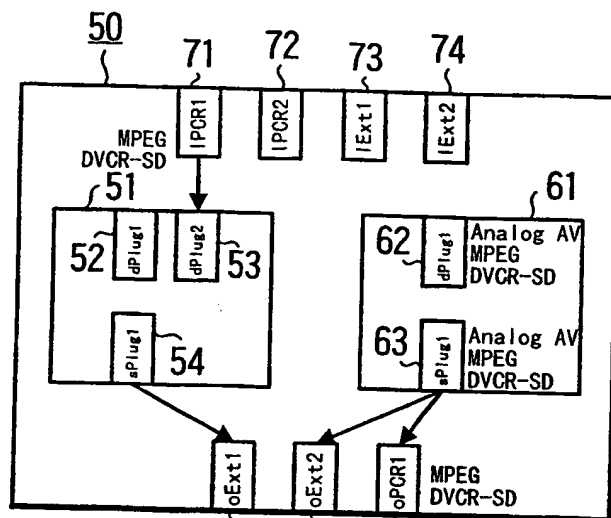 50
71
72
73
74
IPCR1
IPCR2
IExt1
IExt2
MPEG
DVCR-SD
51
61
52
dPlug1
dPlug2
53
62
dPlug1
Analog AV
MPEG
DVCR-SD
sPlug1
54
63
sPlug1
Analog AV
MPEG
DVCR-SD
oExt1
oExt2
oPCR1
MPEG
DVCR-SD